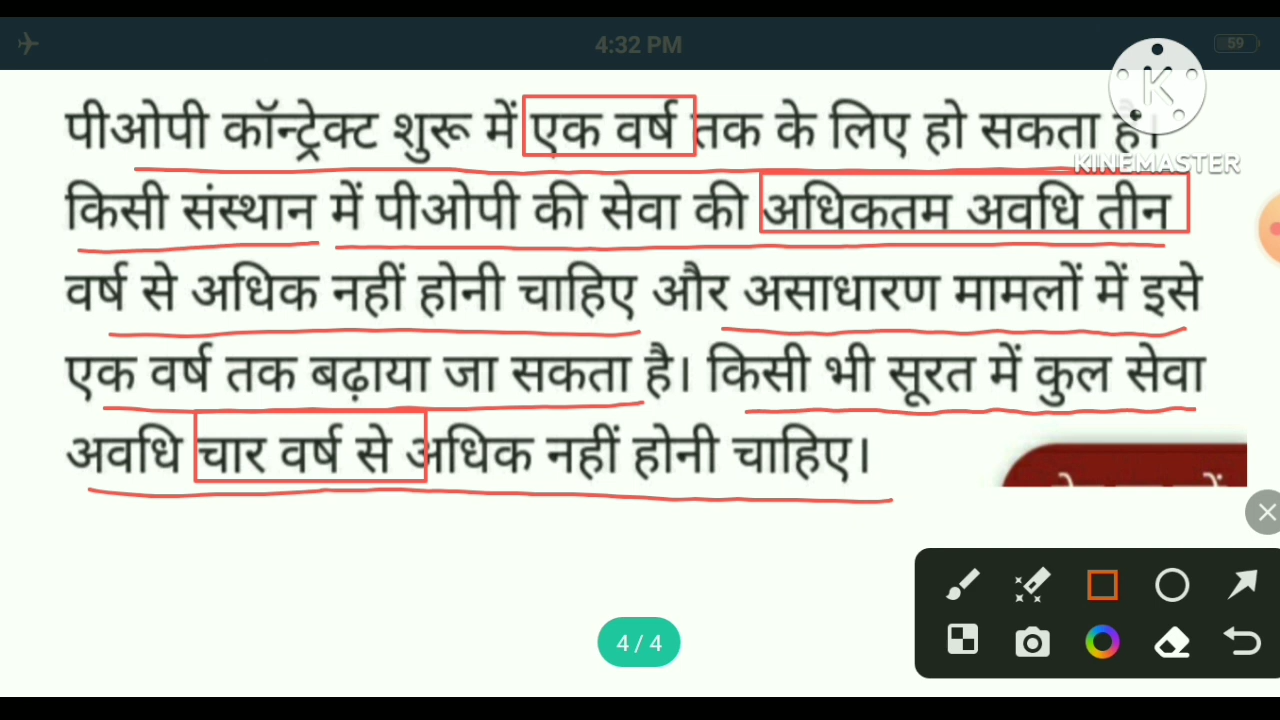 4:32 PM
59
पीओपी कॉन्ट्रेक्ट शुरू में एक वर्ष तक के लिए हो सकता है।
K
KINEMASTER
किसी संस्थान में पीओपी की सेवा की अधिकतम अवधि तीन
वर्ष से अधिक नहीं होनी चाहिए और असाधारण मामलों में इसे
एक वर्ष तक बढ़ाया जा सकता है। किसी भी सूरत में कुल सेवा
अवधि चार वर्ष से अधिक नहीं होनी चाहिए।
4 / 4